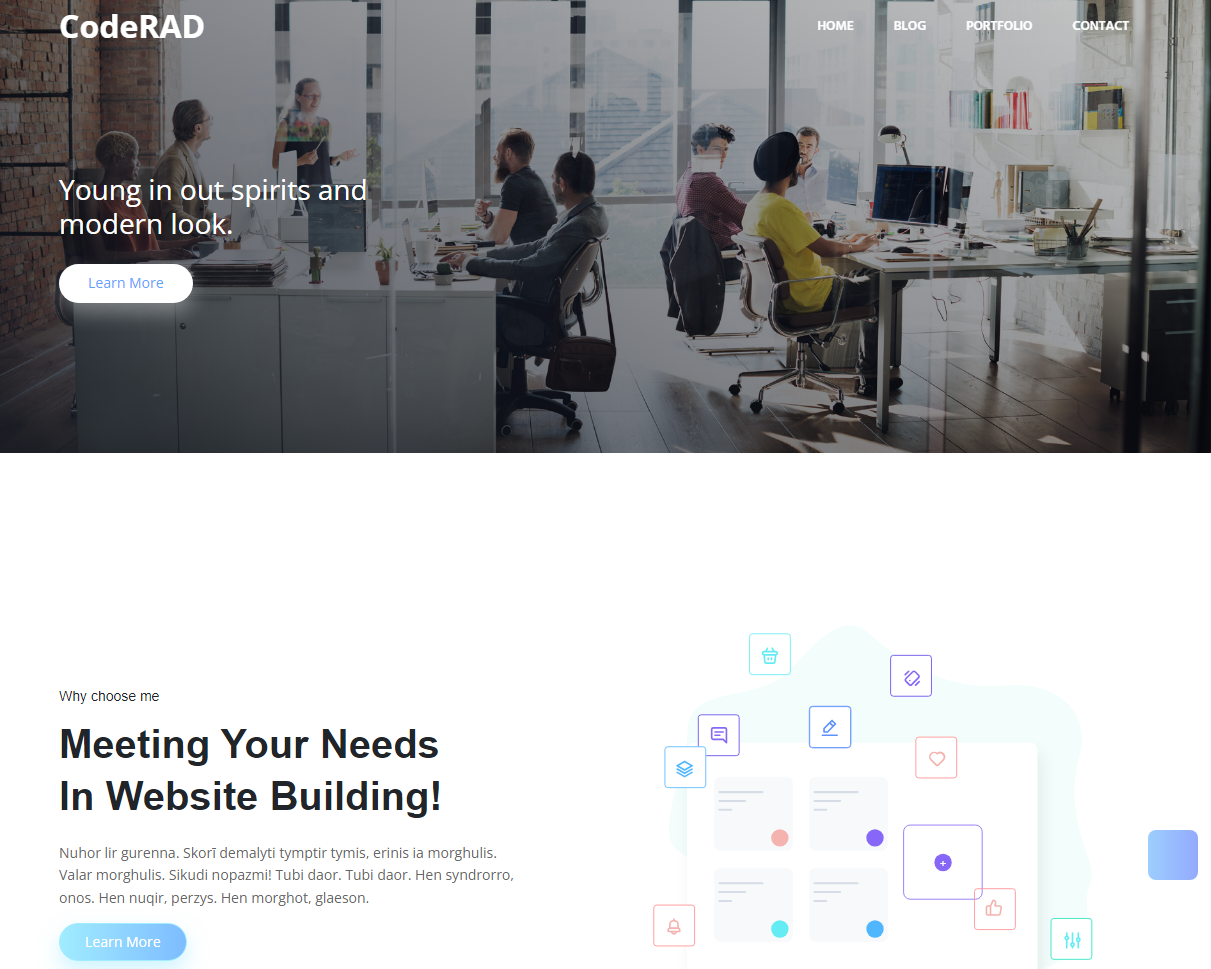 CodeRAD
HOME BLOG PORTFOLIO CONTACT
Young in out spirits and
modern look.
Learn More
Why choose me
Meeting Your Needs
In Website Building!
Nuhor lir gurenna. Skorī demalyti tymptir tymis, erinis ia morghulis.
Valar morghulis. Sikudi nopazmi! Tubi daor. Tubi daor. Hen syndrorro,
onos. Hen nuqir, perzys. Hen morghot, glaeson.
Learn More